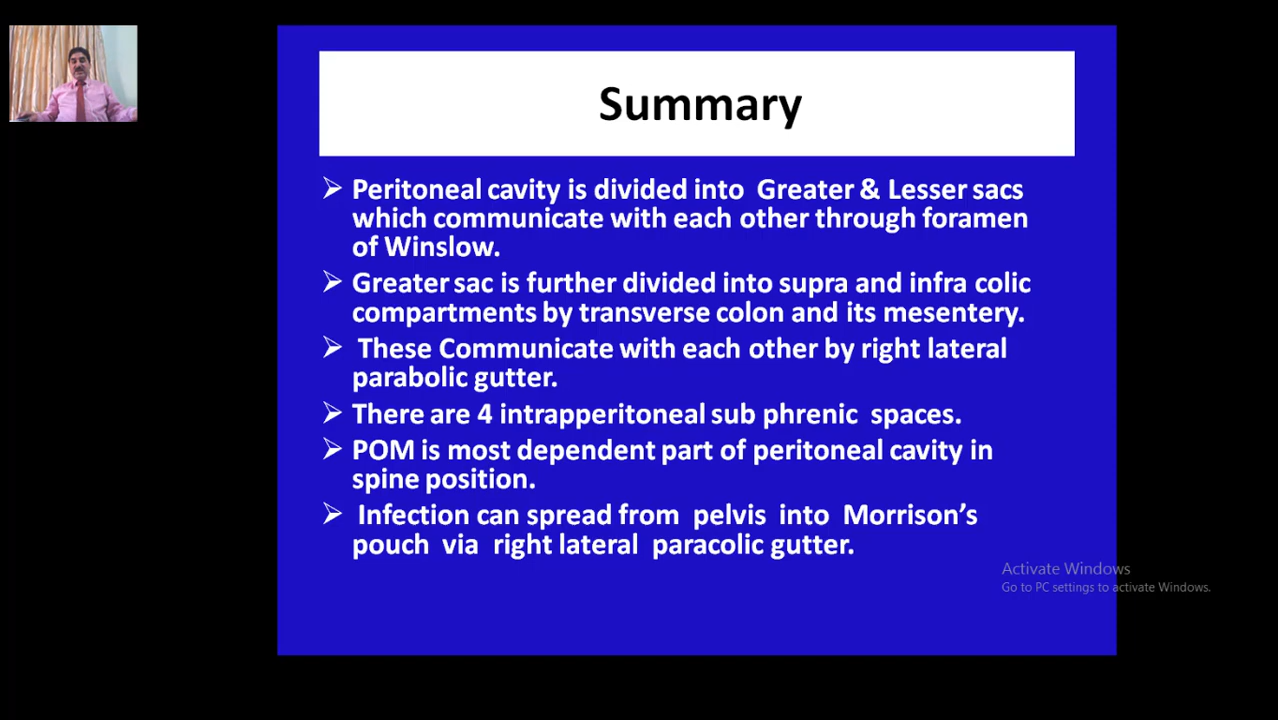 Summary
➢ Peritoneal cavity is divided into Greater & Lesser sacs
which communicate with each other through foramen
of Winslow.
➢ Greater sac is further divided into supra and infra colic
compartments by transverse colon and its mesentery.
➢ These Communicate with each other by right lateral
parabolic gutter.
➢ There are 4 intrapperitoneal sub phrenic spaces.
➢ POM is most dependent part of peritoneal cavity in
spine position.
➢ Infection can spread from pelvis into Morrison's
pouch via right lateral paracolic gutter.
Activate Windows
Go to PC settings to activate Windows.